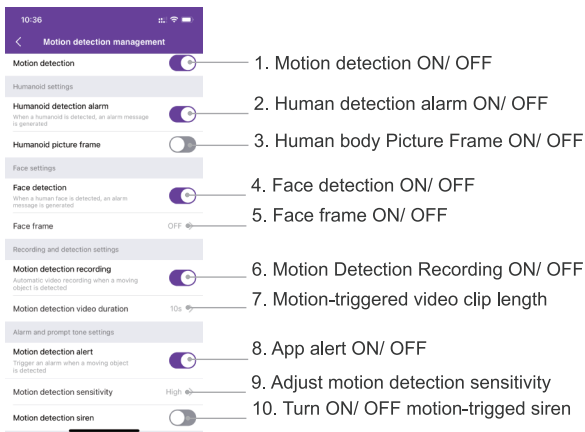 10:36
Motion detection management
Motion detection
1. Motion detection ON/ OFF
Humanoid settings
Humanoid detection alarm
When a humanoid is detected, an alarm message
is generated
2. Human detection alarm ON/ OFF
Humanoid picture frame
3. Human body Picture Frame ON/ OFF
Face settings
Face detection
When a human face is detected, an alarm
message is generated
4. Face detection ON/ OFF
Face frame OFF
5. Face frame ON/ OFF
Recording and detection settings
Motion detection recording
Automatic video recording when a moving
object is detected
6. Motion Detection Recording ON/ OFF
Motion detection video duration 10s
7. Motion-triggered video clip length
Alarm and prompt tone settings
Motion detection alert
Trigger an alarm when a moving object
is detected
8. App alert ON/ OFF
Motion detection sensitivity High
9. Adjust motion detection sensitivity
Motion detection siren
10. Turn ON/ OFF motion-trigged siren